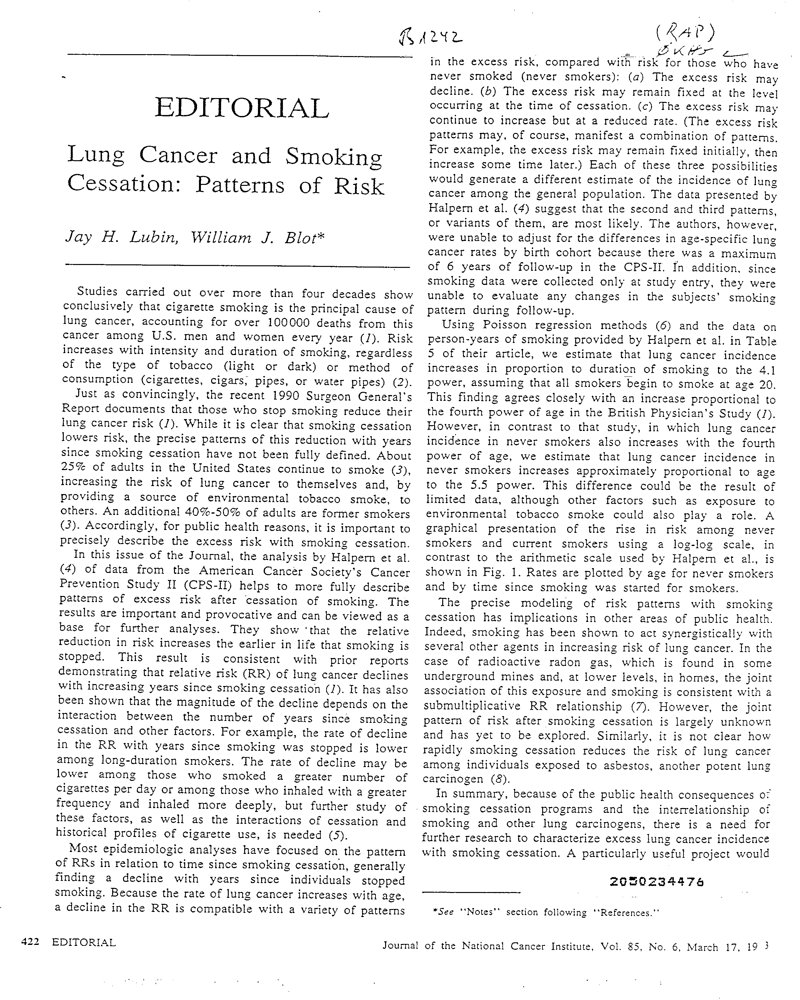 B1242
(RAP)
EDITORIAL
Lung Cancer and Smoking
Cessation: Patterns of Risk
Jay H. Lubin, William J. Blot*
Studies carried out over more than four decades show
conclusively that cigarette smoking is the principal cause of
lung cancer, accounting for over 100000 deaths from this
cancer among U.S. men and women every year (1). Risk
increases with intensity and duration of smoking, regardless
of the type of tobacco (light or dark) or method of
consumption (cigarettes, cigars, pipes, or water pipes) (2).
Just as convincingly, the recent 1990 Surgeon General's
Report documents that those who stop smoking reduce their
lung cancer risk (1). While it is clear that smoking cessation
lowers risk, the precise patterns of this reduction with years
since smoking cessation have not been fully defined. About
25% of adults in the United States continue to smoke (3),
increasing the risk of lung cancer to themselves and, by
providing a source of environmental tobacco smoke, to
others. An additional 40%-50% of adults are former smokers
(3). Accordingly, for public health reasons, it is important to
precisely describe the excess risk with smoking cessation.
In this issue of the Journal, the analysis by Halpern et al.
(4) of data from the American Cancer Society's Cancer
Prevention Study II (CPS-II) helps to more fully describe
patterns of excess risk after cessation of smoking. The
results are important and provocative and can be viewed as a
base for further analyses. They show that the relative
reduction in risk increases the earlier in life that smoking is
stopped. This result is consistent with prior reports
demonstrating that relative risk (RR) of lung cancer declines
with increasing years since smoking cessation (1). It has also
been shown that the magnitude of the decline depends on the
interaction between the number of years since smoking
cessation and other factors. For example, the rate of decline
in the RR with years since smoking was stopped is lower
among long-duration smokers. The rate of decline may be
lower among those who smoked a greater number of
cigarettes per day or among those who inhaled with a greater
frequency and inhaled more deeply, but further study of
these factors, as well as the interactions of cessation and
historical profiles of cigarette use, is needed (5).
Most epidemiologic analyses have focused on the pattern
of RRs in relation to time since smoking cessation, generally
finding a decline with years since individuals stopped
smoking. Because the rate of lung cancer increases with age,
a decline in the RR is compatible with a variety of patterns
in the excess risk, compared with risk for those who have
never smoked (never smokers): (a) The excess risk may
decline. (b) The excess risk may remain fixed at the level
occurring at the time of cessation. (c) The excess risk may
continue to increase but at a reduced rate. (The excess risk
patterns may, of course, manifest a combination of patterns.
For example, the excess risk may remain fixed initially, then
increase some time later.) Each of these three possibilities
would generate a different estimate of the incidence of lung
cancer among the general population. The data presented by
Halpern et al. (4) suggest that the second and third patterns,
or variants of them, are most likely. The authors, however,
were unable to adjust for the differences in age-specific lung
cancer rates by birth cohort because there was a maximum
of 6 years of follow-up in the CPS-II. In addition, since
smoking data were collected only at study entry, they were
unable to evaluate any changes in the subjects' smoking
pattern during follow-up.
Using Poisson regression methods (6) and the data on
person-years of smoking provided by Halpern et al. in Table
5 of their article, we estimate that lung cancer incidence
increases in proportion to duration of smoking to the 4.1
power, assuming that all smokers begin to smoke at age 20.
This finding agrees closely with an increase proportional to
the fourth power of age in the British Physician's Study (1).
However, in contrast to that study, in which lung cancer
incidence in never smokers also increases with the fourth
power of age, we estimate that lung cancer incidence in
never smokers increases approximately proportional to age
to the 5.5 power. This difference could be the result of
limited data, although other factors such as exposure to
environmental tobacco smoke could also play a role. A
graphical presentation of the rise in risk among never
smokers and current smokers using a log-log scale, in
contrast to the arithmetic scale used by Halpern et al., is
shown in Fig. 1. Rates are plotted by age for never smokers
and by time since smoking was started for smokers.
The precise modeling of risk patterns with smoking
cessation has implications in other areas of public health.
Indeed, smoking has been shown to act synergistically with
several other agents in increasing risk of lung cancer. In the
case of radioactive radon gas, which is found in some
underground mines and, at lower levels, in homes, the joint
association of this exposure and smoking is consistent with a
submultiplicative RR relationship (7). However, the joint
pattern of risk after smoking cessation is largely unknown
and has yet to be explored. Similarly, it is not clear how
rapidly smoking cessation reduces the risk of lung cancer
among individuals exposed to asbestos, another potent lung
carcinogen (8).
In summary, because of the public health consequences of
smoking cessation programs and the interrelationship of
smoking and other lung carcinogens, there is a need for
further research to characterize excess lung cancer incidence
with smoking cessation. A particularly useful project would
2050234476
*See "Notes" section following "References."
422 EDITORIAL
Journal of the National Cancer Institute, Vol. 85, No. 6, March 17, 19 3